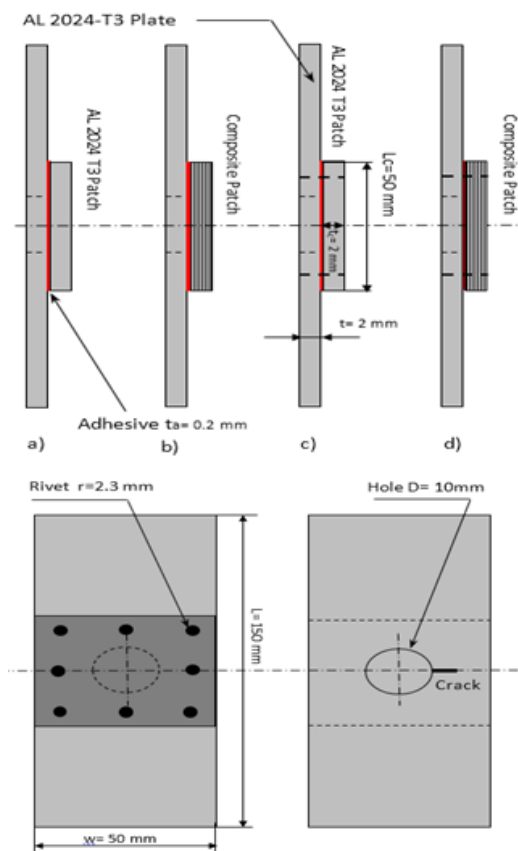 AL 2024-T3 Plate
AL 2024 T3 Patch
Composite Patch
AL 2024 T3 Patch
Lc=50 mm
Composite Patch
tc= 2 mm
t= 2 mm
Adhesive ta= 0.2 mm
a)
b)
c)
d)
Rivet r=2.3 mm
Hole D= 10mm
L=150 mm
Crack
w= 50 mm